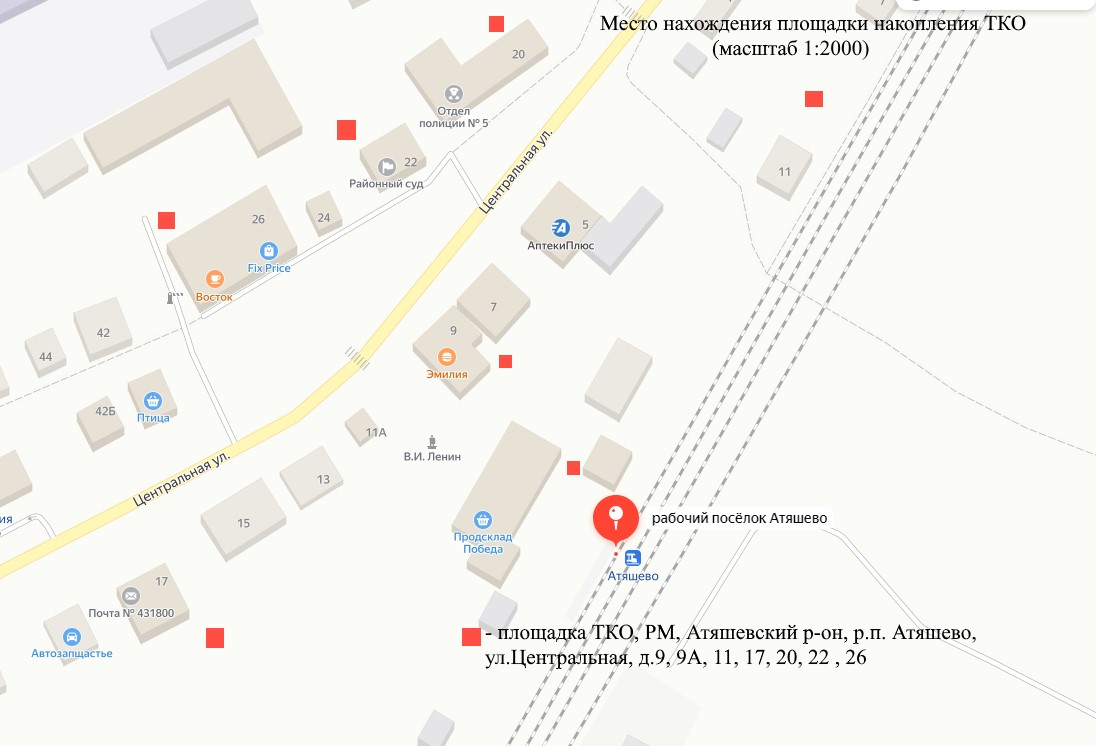 Место нахождения площадки накопления ТКО
(масштаб 1:2000)
20
Отдел
полиции № 5
22
Районный суд
Центральная ул.
11
26
24
5
АптекиПлюс
Fix Price
Восток
7
9
Эмилия
42
44
42Б
Птица
11А
В.И. Ленин
Центральная ул.
13
15
Продсклад
Победа
рабочий посёлок Атяшево
Атяшево
17
Почта № 431800
Автозапщастье
- площадка ТКО, РМ, Атяшевский р-он, р.п. Атяшево,
ул.Центральная, д.9, 9А, 11, 17, 20, 22 , 26